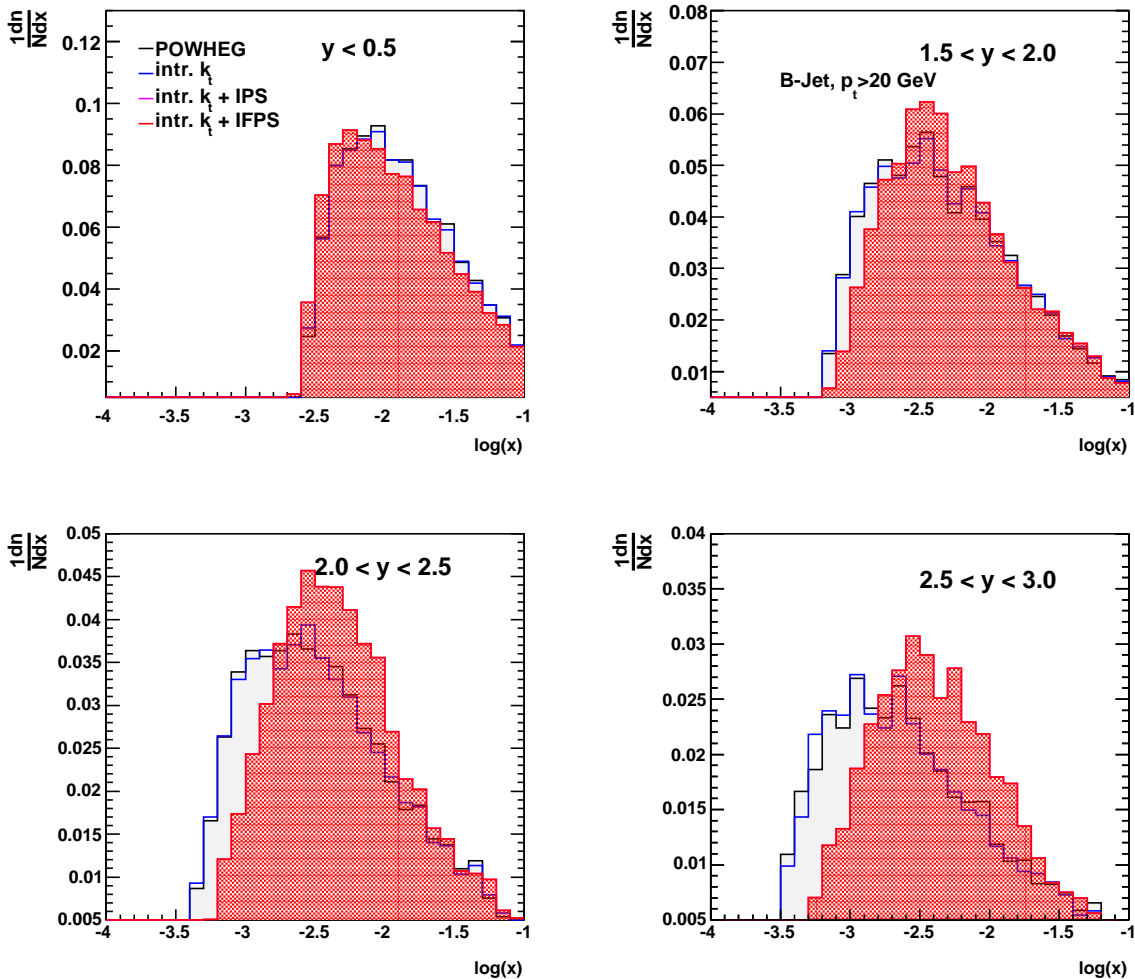 1dn
Ndx
0.12
0.1
0.08
0.06
0.04
0.02
y < 0.5
POWHEG
intr. k_t
intr. k_t + IPS
intr. k_t + IFPS
-4 -3.5 -3 -2.5 -2 -1.5 -1
log(x)
1dn
Ndx
0.08
0.07
0.06
0.05
0.04
0.03
0.02
0.01
1.5 < y < 2.0
B-Jet, p_t>20 GeV
-4 -3.5 -3 -2.5 -2 -1.5 -1
log(x)
1dn
Ndx
0.05
0.045
0.04
0.035
0.03
0.025
0.02
0.015
0.01
0.005
2.0 < y < 2.5
-4 -3.5 -3 -2.5 -2 -1.5 -1
log(x)
1dn
Ndx
0.04
0.035
0.03
0.025
0.02
0.015
0.01
0.005
2.5 < y < 3.0
-4 -3.5 -3 -2.5 -2 -1.5 -1
log(x)